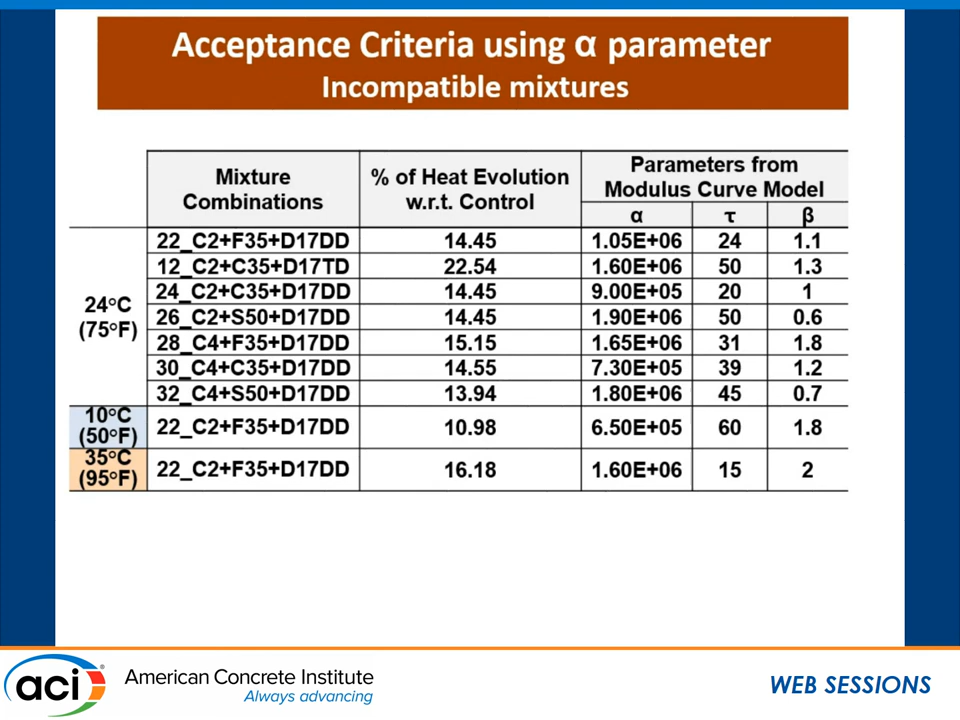 Acceptance Criteria using α parameter
Incompatible mixtures
Mixture Combinations % of Heat Evolution w.r.t. Control Parameters from Modulus Curve Model
α τ β
24°C (75°F)
22_C2+F35+D17DD 14.45 1.05E+06 24 1.1
12_C2+C35+D17TD 22.54 1.60E+06 50 1.3
24_C2+C35+D17DD 14.45 9.00E+05 20 1
26_C2+S50+D17DD 14.45 1.90E+06 50 0.6
28_C4+F35+D17DD 15.15 1.65E+06 31 1.8
30_C4+C35+D17DD 14.55 7.30E+05 39 1.2
32_C4+S50+D17DD 13.94 1.80E+06 45 0.7
10°C (50°F) 22_C2+F35+D17DD 10.98 6.50E+05 60 1.8
35°C (95°F) 22_C2+F35+D17DD 16.18 1.60E+06 15 2
aci American Concrete Institute
Always advancing
WEB SESSIONS